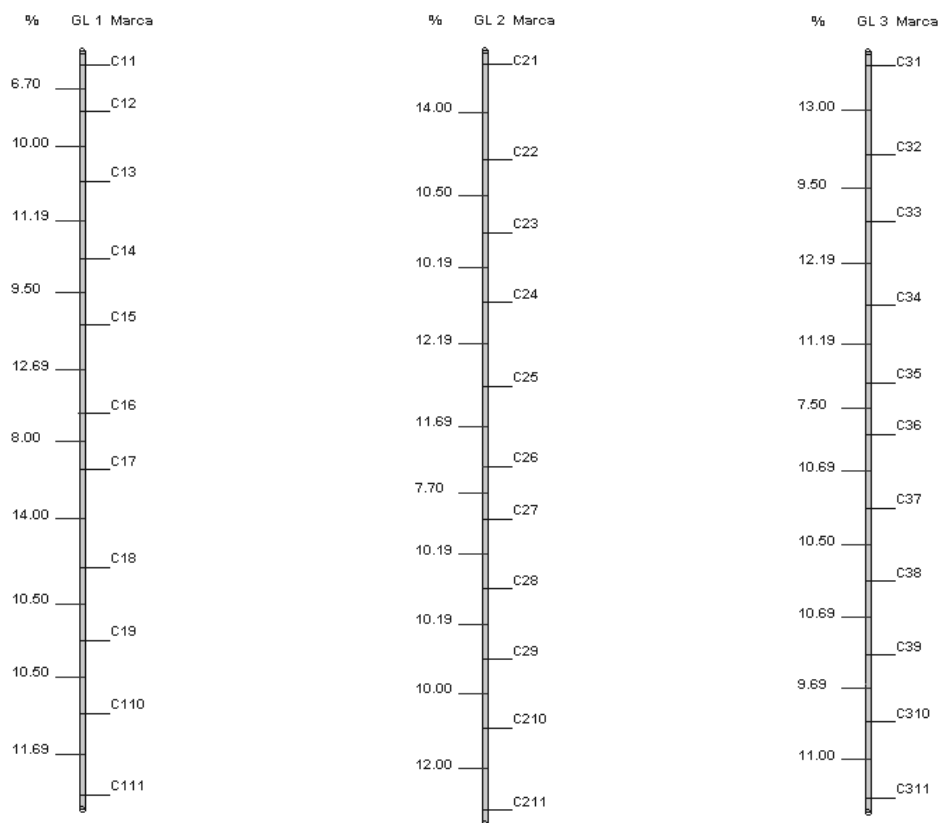 % GL 1 Marca
C11
6.70
C12
10.00
C13
11.19
C14
9.50
C15
12.69
C16
8.00
C17
14.00
C18
10.50
C19
10.50
C110
11.69
C111
% GL 2 Marca
C21
14.00
C22
10.50
C23
10.19
C24
12.19
C25
11.69
C26
7.70
C27
10.19
C28
10.19
C29
10.00
C210
12.00
C211
% GL 3 Marca
C31
13.00
C32
9.50
C33
12.19
C34
11.19
C35
7.50
C36
10.69
C37
10.50
C38
10.69
C39
9.69
C310
11.00
C311